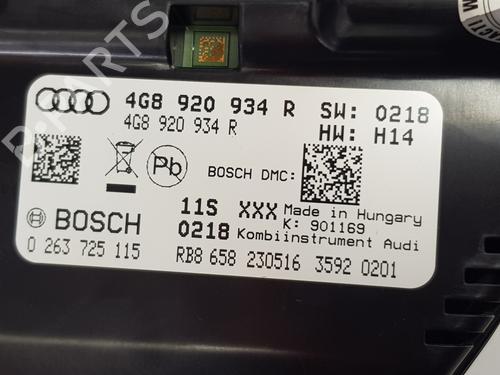 4G8 920 934 R SW: 0218
4G8 920 934 R HW: H14
Pb
BOSCH DMC:
BOSCH 11S XXX Made in Hungary
K: 901169
0218 Kombiinstrument Audi
0 263 725 115 RB8 658 230516 3592 0201